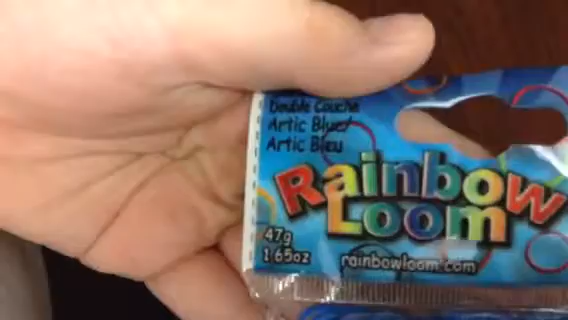 Double Couche
Artic Blue/
Artic Bleu
Rainbow
Loom
47g
1.65oz
rainbowloom.com